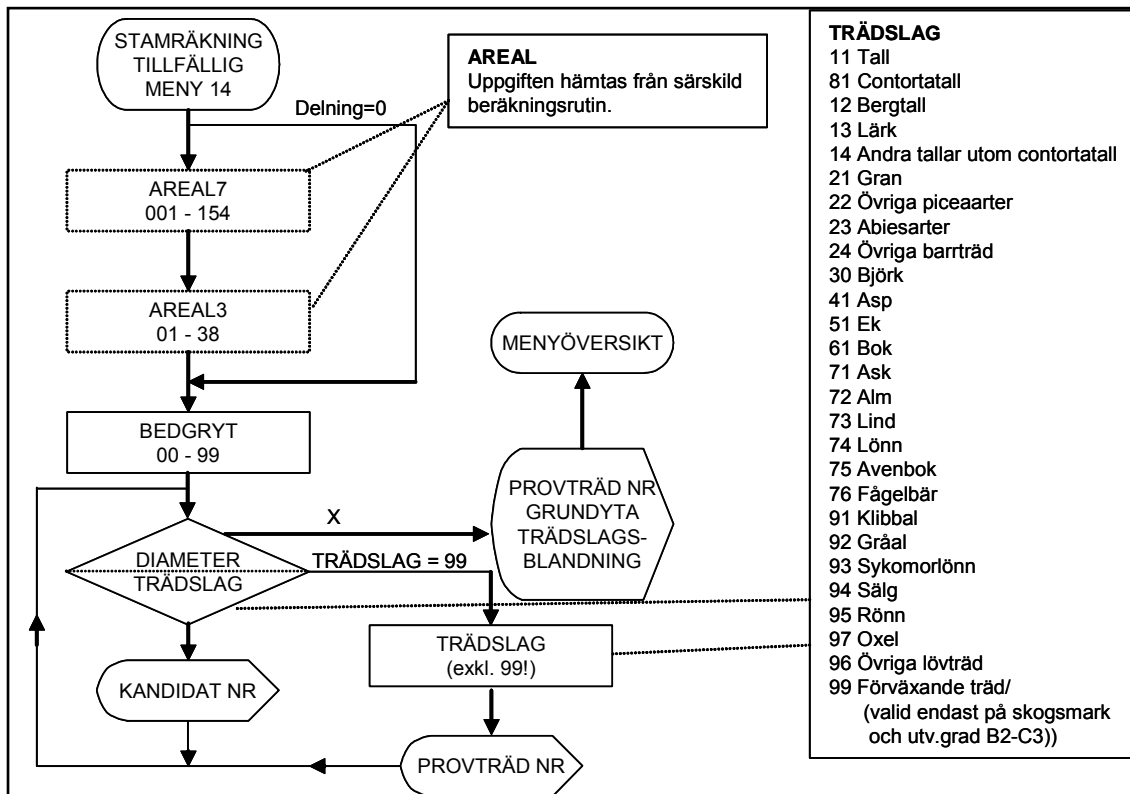 STAMRÄKNING
TILLFÄLLIG
MENY 14
Delning=0
AREAL
Uppgiften hämtas från särskild
beräkningsrutin.
AREAL7
001 - 154
AREAL3
01 - 38
BEDGRYT
00 - 99
DIAMETER
TRÄDSLAG
X
TRÄDSLAG = 99
MENYÖVERSIKT
PROVTRÄD NR
GRUNDYTA
TRÄDSLAGS-
BLANDNING
TRÄDSLAG
(exkl. 99!)
KANDIDAT NR
PROVTRÄD NR
TRÄDSLAG
11 Tall
81 Contortatall
12 Bergtall
13 Lärk
14 Andra tallar utom contortatall
21 Gran
22 Övriga piceaarter
23 Abiesarter
24 Övriga barrträd
30 Björk
41 Asp
51 Ek
61 Bok
71 Ask
72 Alm
73 Lind
74 Lönn
75 Avenbok
76 Fågelbär
91 Klibbal
92 Gråal
93 Sykomorlönn
94 Sälg
95 Rönn
97 Oxel
96 Övriga lövträd
99 Förväxande träd/
(valid endast på skogsmark
och utv.grad B2-C3))